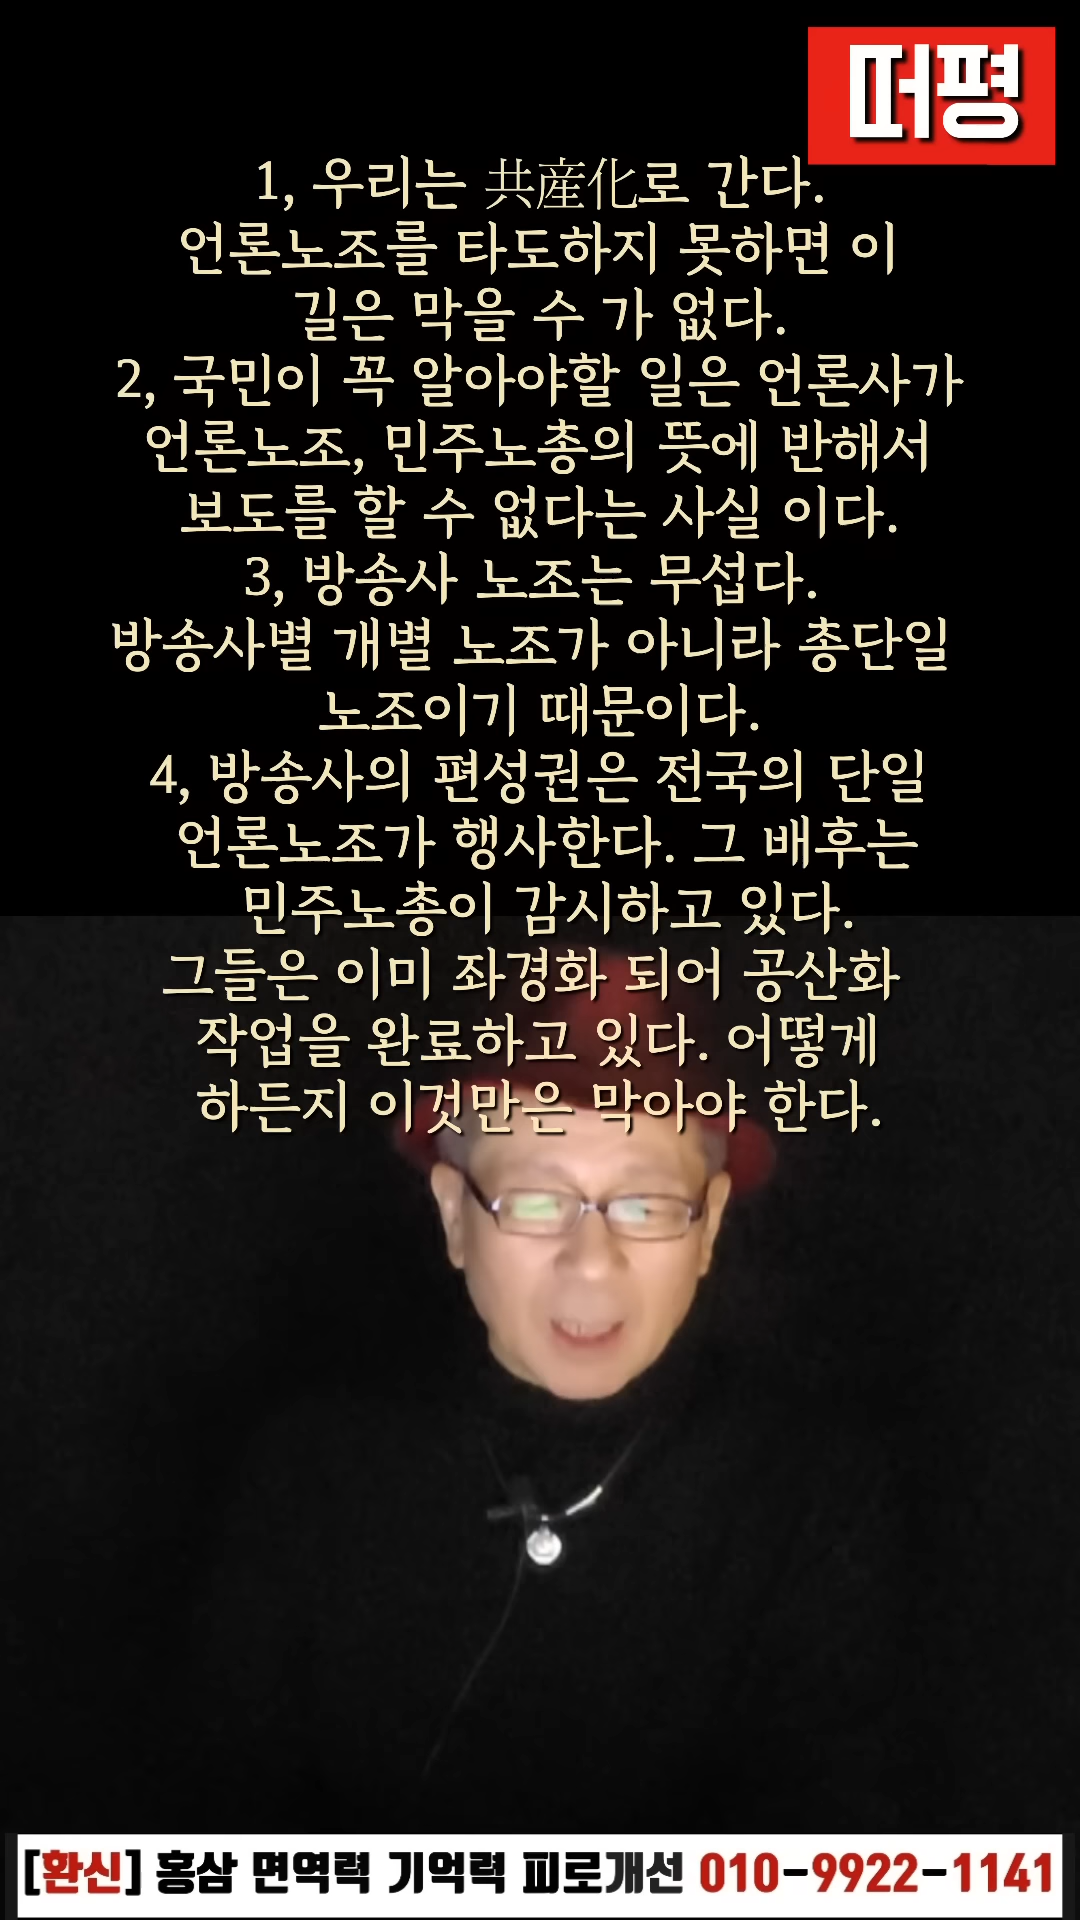 떠평
1, 우리는 共産化로 간다.
언론노조를 타도하지 못하면 이
길은 막을 수 가 없다.
2, 국민이 꼭 알아야할 일은 언론사가
언론노조, 민주노총의 뜻에 반해서
보도를 할 수 없다는 사실 이다.
3, 방송사 노조는 무섭다.
방송사별 개별 노조가 아니라 총단일
노조이기 때문이다.
4, 방송사의 편성권은 전국의 단일
언론노조가 행사한다. 그 배후는
민주노총이 감시하고 있다.
그들은 이미 좌경화 되어 공산화
작업을 완료하고 있다. 어떻게
하든지 이것만은 막아야 한다.
[환신] 홍삼 면역력 기억력 피로개선 010-9922-1141